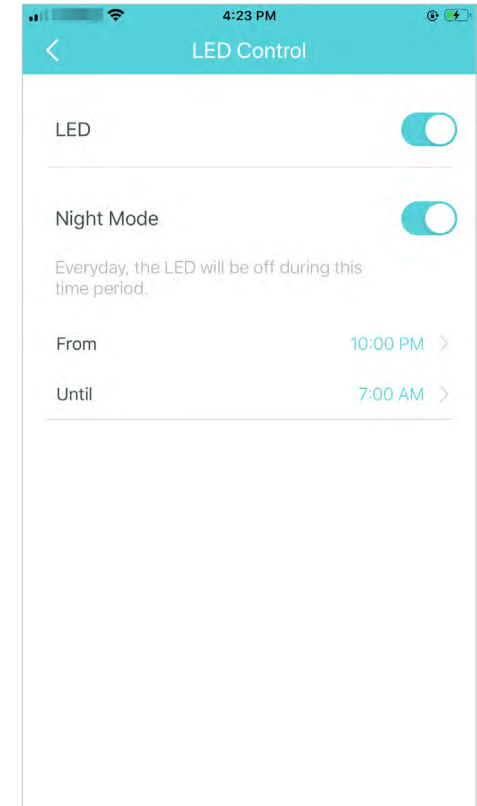 4:23 PM
LED Control
LED
Night Mode
Everyday, the LED will be off during this
time period.
From 10:00 PM
Until 7:00 AM